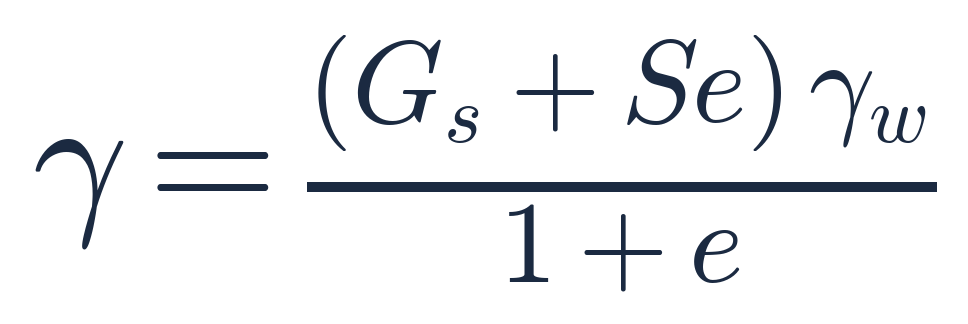 γ = (G_s + Se) γ_w / 1 + e